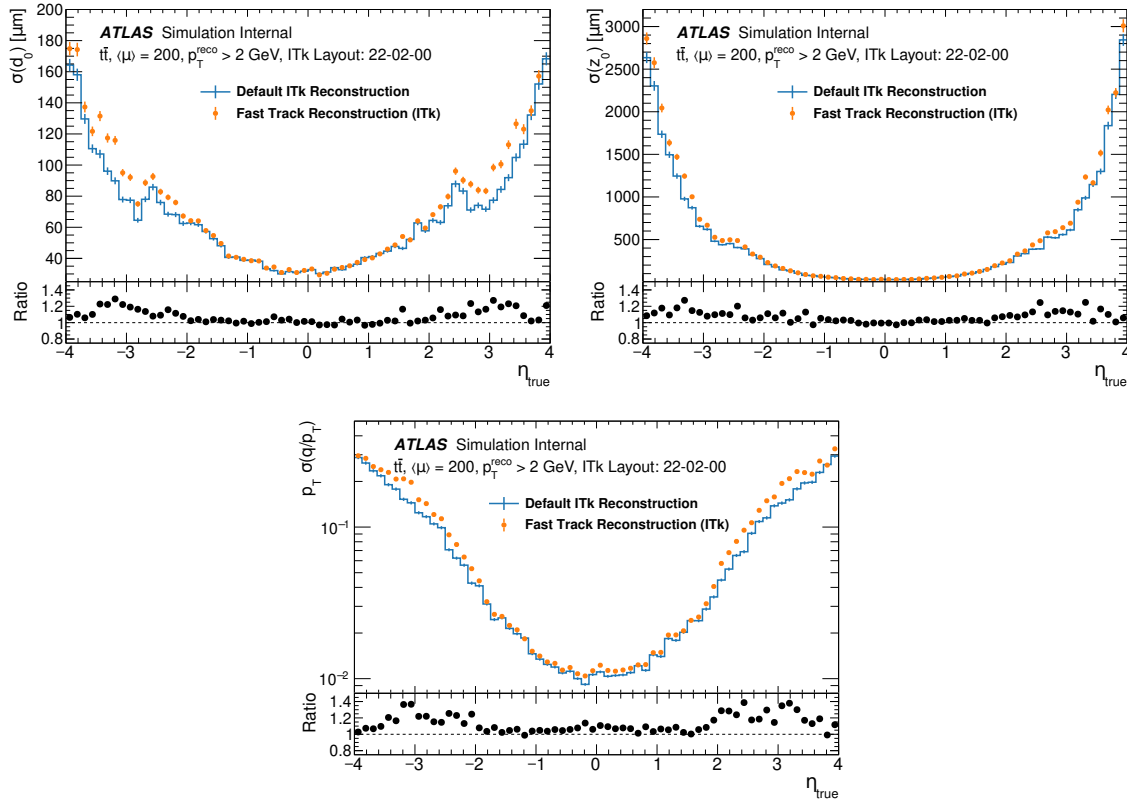 σ(d₀) [μm]
200
180
160
140
120
100
80
60
40
ATLAS Simulation Internal
tt̄, ⟨μ⟩ = 200, p_T^reco > 2 GeV, ITk Layout: 22-02-00
Default ITk Reconstruction
Fast Track Reconstruction (ITk)
Ratio
1.4
1.2
1
0.8
−4 −3 −2 −1 0 1 2 3 4
η_true
σ(z₀) [μm]
3000
2500
2000
1500
1000
500
ATLAS Simulation Internal
tt̄, ⟨μ⟩ = 200, p_T^reco > 2 GeV, ITk Layout: 22-02-00
Default ITk Reconstruction
Fast Track Reconstruction (ITk)
Ratio
1.4
1.2
1
0.8
−4 −3 −2 −1 0 1 2 3 4
η_true
p_T σ(q/p_T)
10⁻¹
10⁻²
ATLAS Simulation Internal
tt̄, ⟨μ⟩ = 200, p_T^reco > 2 GeV, ITk Layout: 22-02-00
Default ITk Reconstruction
Fast Track Reconstruction (ITk)
Ratio
1.4
1.2
1
0.8
−4 −3 −2 −1 0 1 2 3 4
η_true